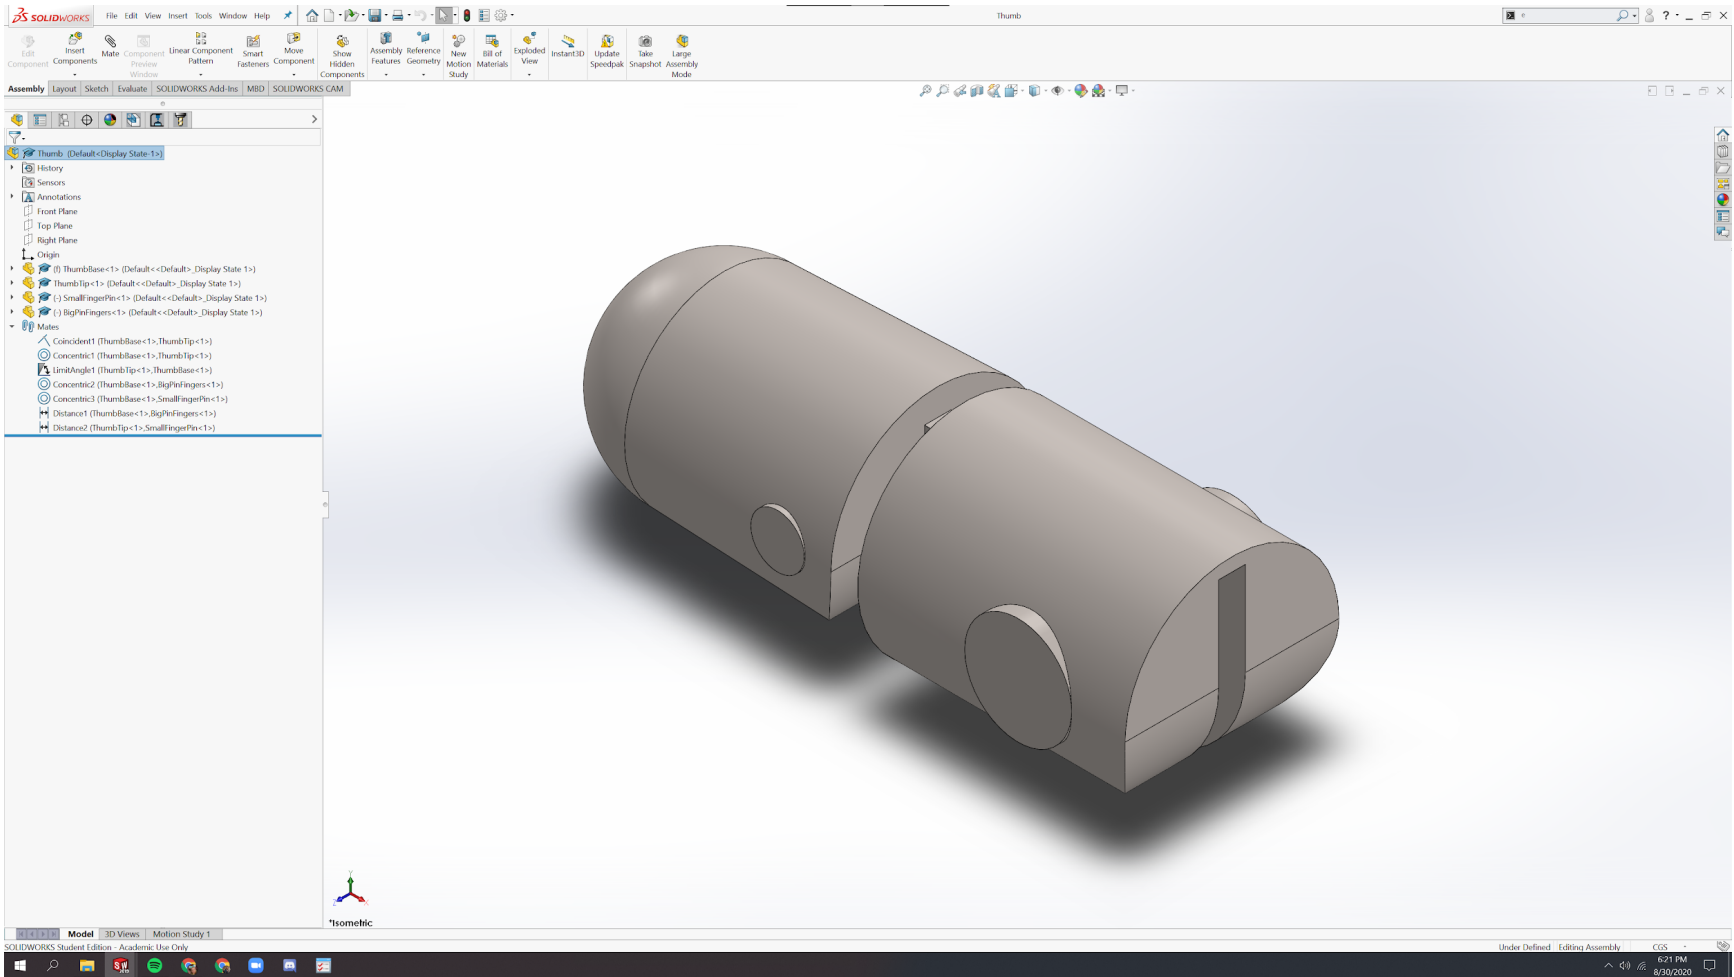 SOLIDWORKS File Edit View Insert Tools Window Help Thumb
Edit Component
Insert Components
Mate
Component Preview Window
Linear Component Pattern
Smart Fasteners
Move Component
Show Hidden Components
Assembly Features
Reference Geometry
New Motion Study
Bill of Materials
Exploded View
Instant3D
Update Speedpak
Take Snapshot
Large Assembly Mode
Assembly Layout Sketch Evaluate SOLIDWORKS Add-Ins MBD SOLIDWORKS CAM
Thumb (Default<Display State-1>)
History
Sensors
Annotations
Front Plane
Top Plane
Right Plane
Origin
(f) ThumbBase<1> (Default<<Default>_Display State 1>)
ThumbTip<1> (Default<<Default>_Display State 1>)
(-) SmallFingerPin<1> (Default<<Default>_Display State 1>)
(-) BigPinFingers<1> (Default<<Default>_Display State 1>)
Mates
Coincident1 (ThumbBase<1>,ThumbTip<1>)
Concentric1 (ThumbBase<1>,ThumbTip<1>)
LimitAngle1 (ThumbTip<1>,ThumbBase<1>)
Concentric2 (ThumbBase<1>,BigPinFingers<1>)
Concentric3 (ThumbBase<1>,SmallFingerPin<1>)
Distance1 (ThumbBase<1>,BigPinFingers<1>)
Distance2 (ThumbTip<1>,SmallFingerPin<1>)
*Isometric
Model 3D Views Motion Study 1
SOLIDWORKS Student Edition - Academic Use Only Under Defined Editing Assembly CGS
6:21 PM
8/30/2020